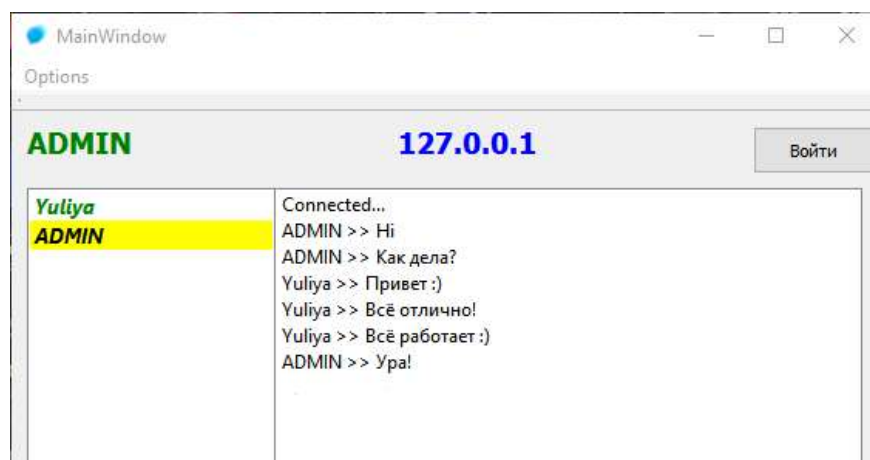 MainWindow
Options
ADMIN
127.0.0.1
Войти
Yuliya
ADMIN
Connected...
ADMIN >> Hi
ADMIN >> Как дела?
Yuliya >> Привет :)
Yuliya >> Всё отлично!
Yuliya >> Всё работает :)
ADMIN >> Ура!